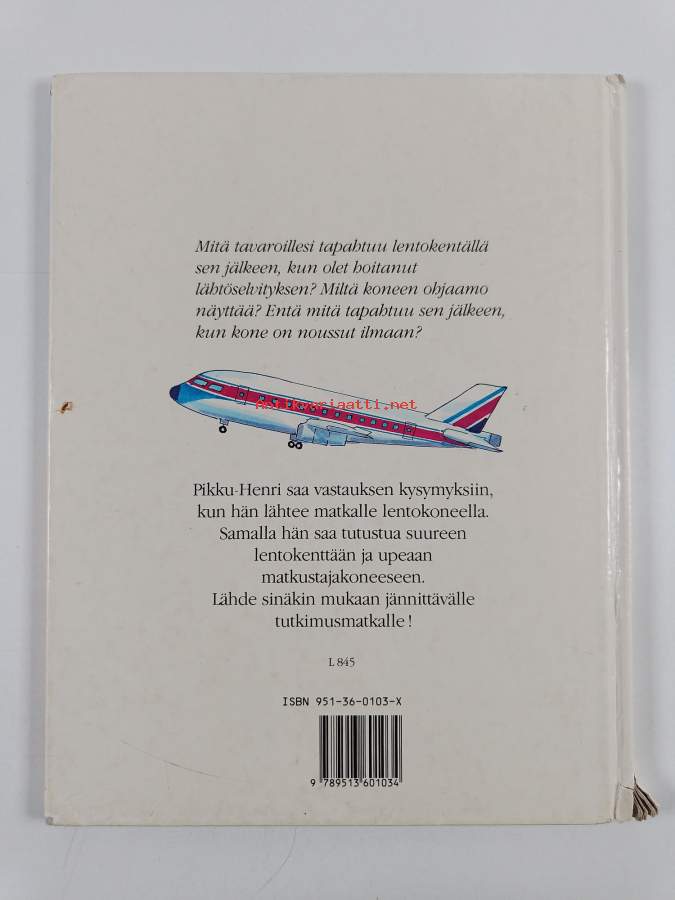 Mitä tavaroillesi tapahtuu lentokentällä
sen jälkeen, kun olet hoitanut
lähtöselvityksen? Miltä koneen ohjaamo
näyttää? Entä mitä tapahtuu sen jälkeen,
kun kone on noussut ilmaan?
antikvariaatti.net
Pikku-Henri saa vastauksen kysymyksiin,
kun hän lähtee matkalle lentokoneella.
Samalla hän saa tutustua suureen
lentokenttään ja upeaan
matkustajakoneeseen.
Lähde sinäkin mukaan jännittävälle
tutkimusmatkalle!
L 845
ISBN 951-36-0103-X
9 789513 601034